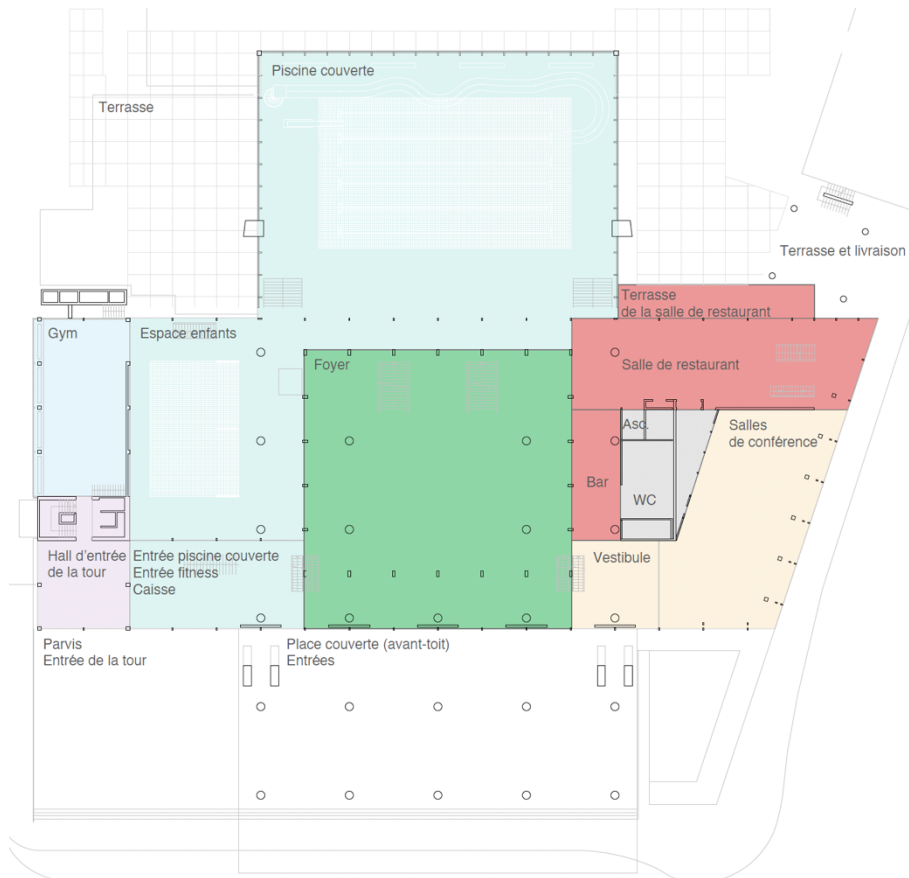 Piscine couverte
Terrasse
Terrasse et livraison
Terrasse
de la salle de restaurant
Gym
Espace enfants
Foyer
Salle de restaurant
Asc.
Salles
de conférence
Bar
WC
Hall d'entrée
de la tour
Entrée piscine couverte
Entrée fitness
Caisse
Vestibule
Parvis
Entrée de la tour
Place couverte (avant-toit)
Entrées